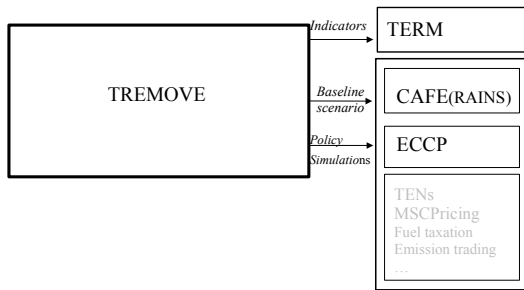 Indicators
TERM
TREMOVE
Baseline
scenario
CAFE(RAINS)
Policy
Simulations
ECCP
TENs
MSCPricing
Fuel taxation
Emission trading
…